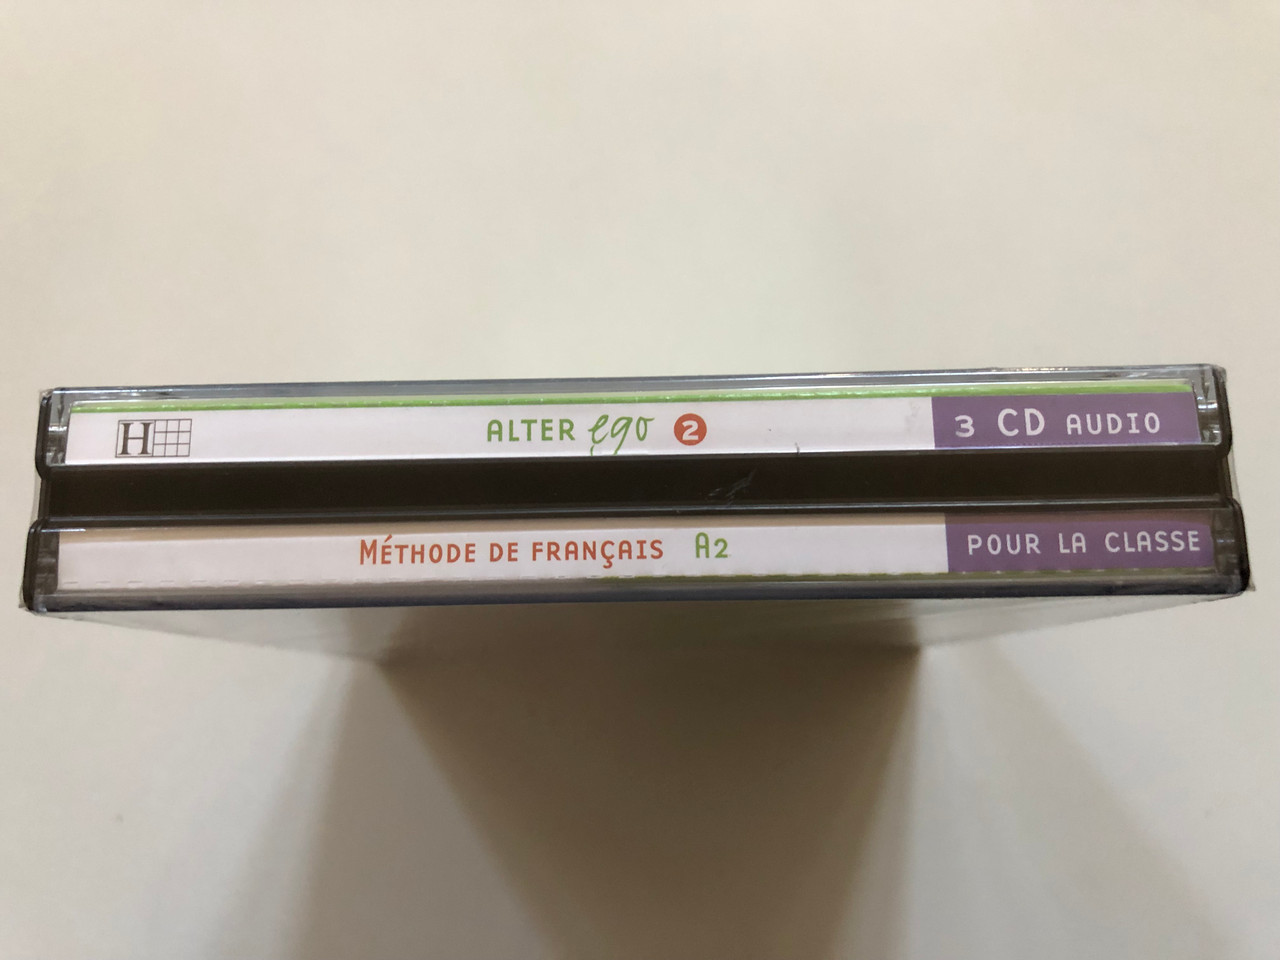 H ALTER ego 2 3 CD AUDIO
MÉTHODE DE FRANÇAIS A2 POUR LA CLASSE